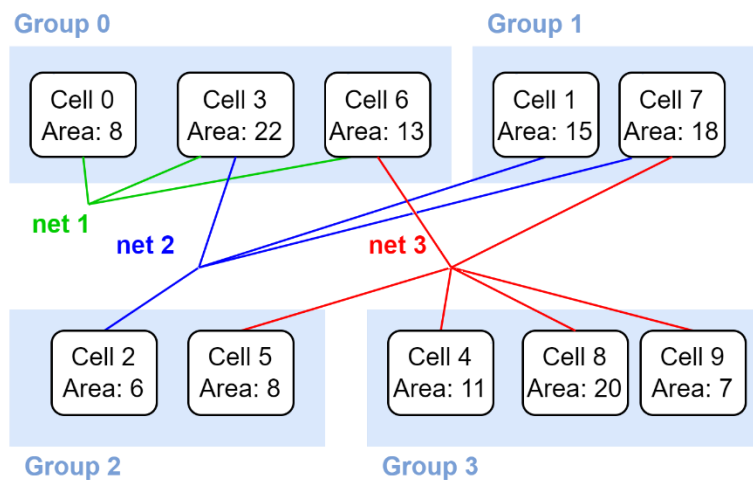 Group 0
Group 1
Cell 0
Area: 8
Cell 3
Area: 22
Cell 6
Area: 13
Cell 1
Area: 15
Cell 7
Area: 18
net 1
net 2
net 3
Cell 2
Area: 6
Cell 5
Area: 8
Cell 4
Area: 11
Cell 8
Area: 20
Cell 9
Area: 7
Group 2
Group 3